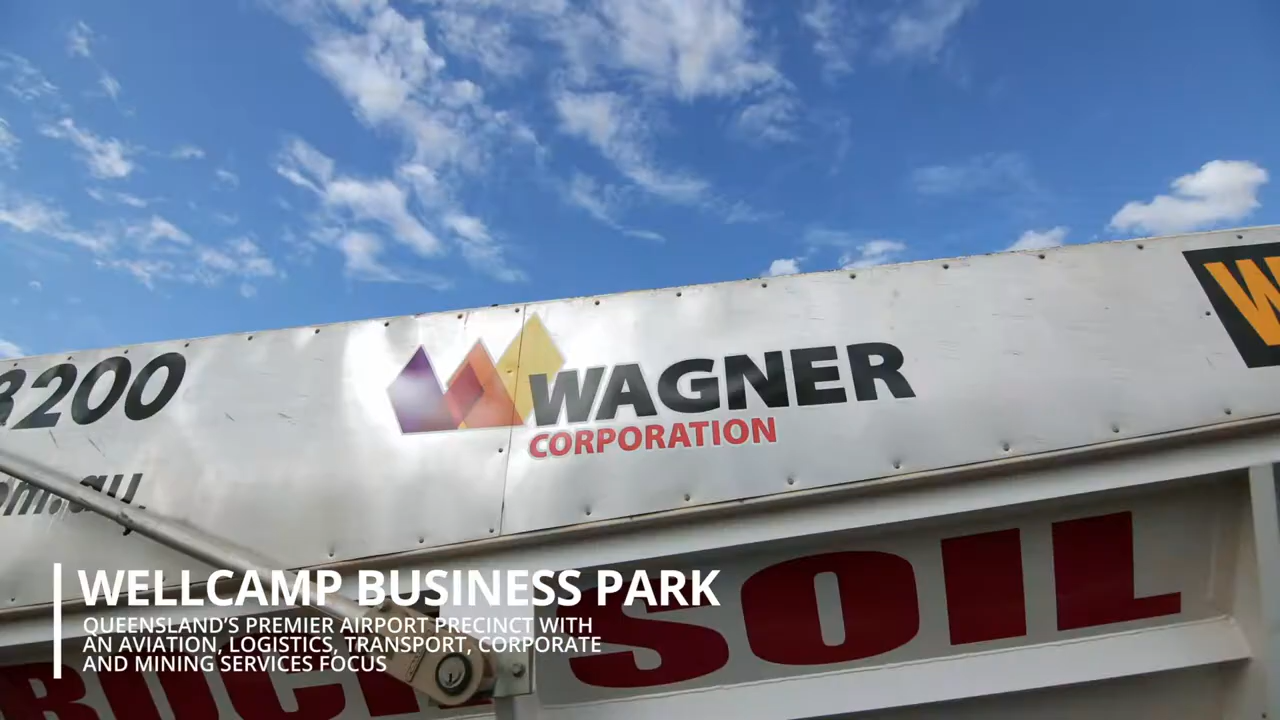 200
WAGNER
CORPORATION
SOIL
WELLCAMP BUSINESS PARK
QUEENSLAND'S PREMIER AIRPORT PRECINCT WITH
AN AVIATION, LOGISTICS, TRANSPORT, CORPORATE
AND MINING SERVICES FOCUS